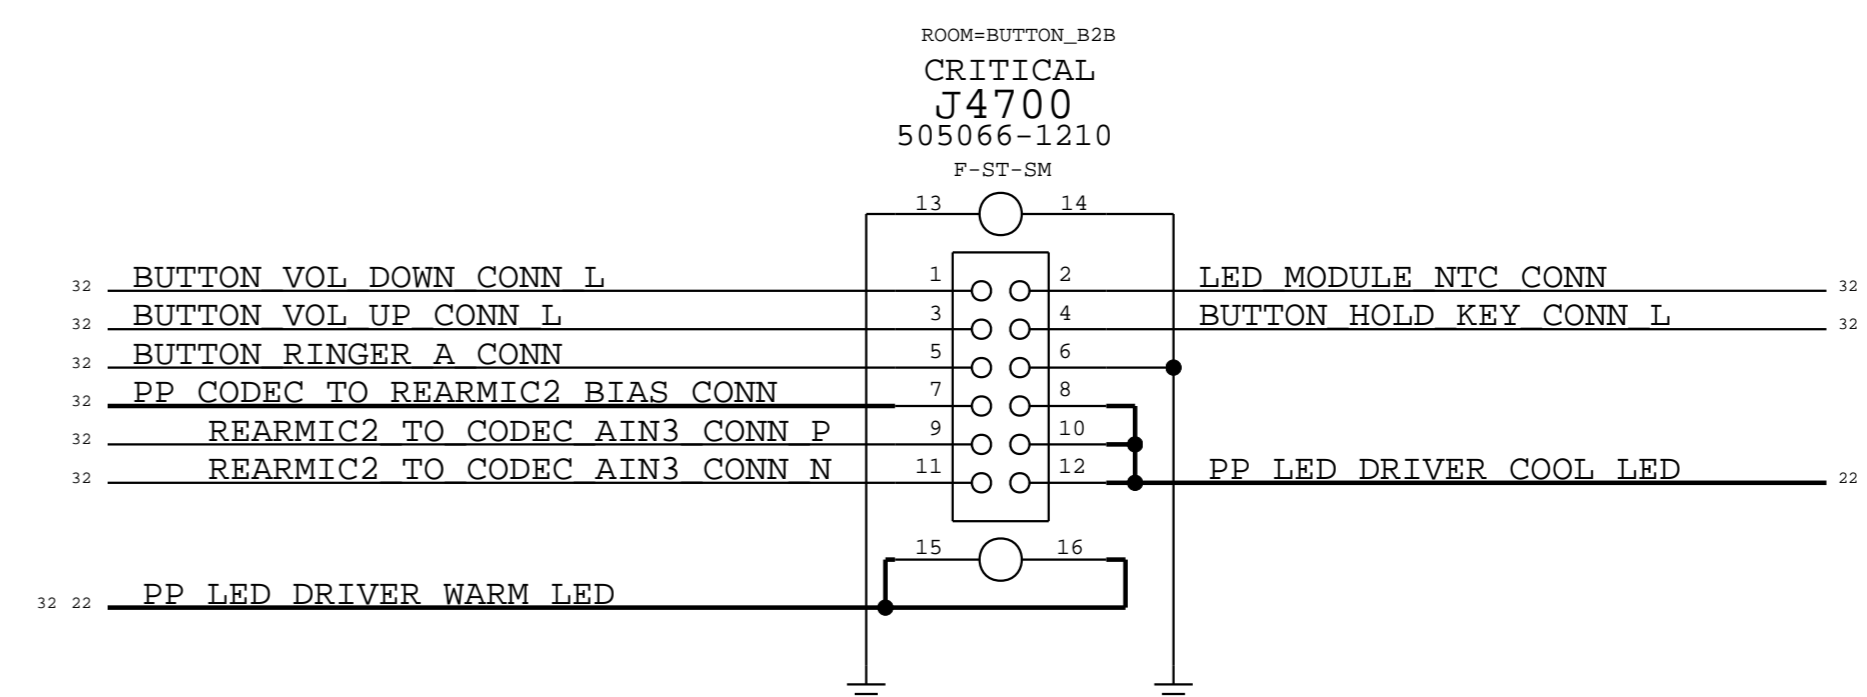 ROOM=BUTTON_B2B
CRITICAL
J4700
505066-1210
F-ST-SM
13 14
32 BUTTON_VOL_DOWN_CONN_L 1 2 LED_MODULE_NTC_CONN 32
32 BUTTON_VOL_UP_CONN_L 3 4 BUTTON_HOLD_KEY_CONN_L 32
32 BUTTON_RINGER_A_CONN 5 6
32 PP_CODEC_TO_REARMIC2_BIAS_CONN 7 8
32 REARMIC2_TO_CODEC_AIN3_CONN_P 9 10
32 REARMIC2_TO_CODEC_AIN3_CONN_N 11 12 PP_LED_DRIVER_COOL_LED 22
15 16
32 22 PP_LED_DRIVER_WARM_LED